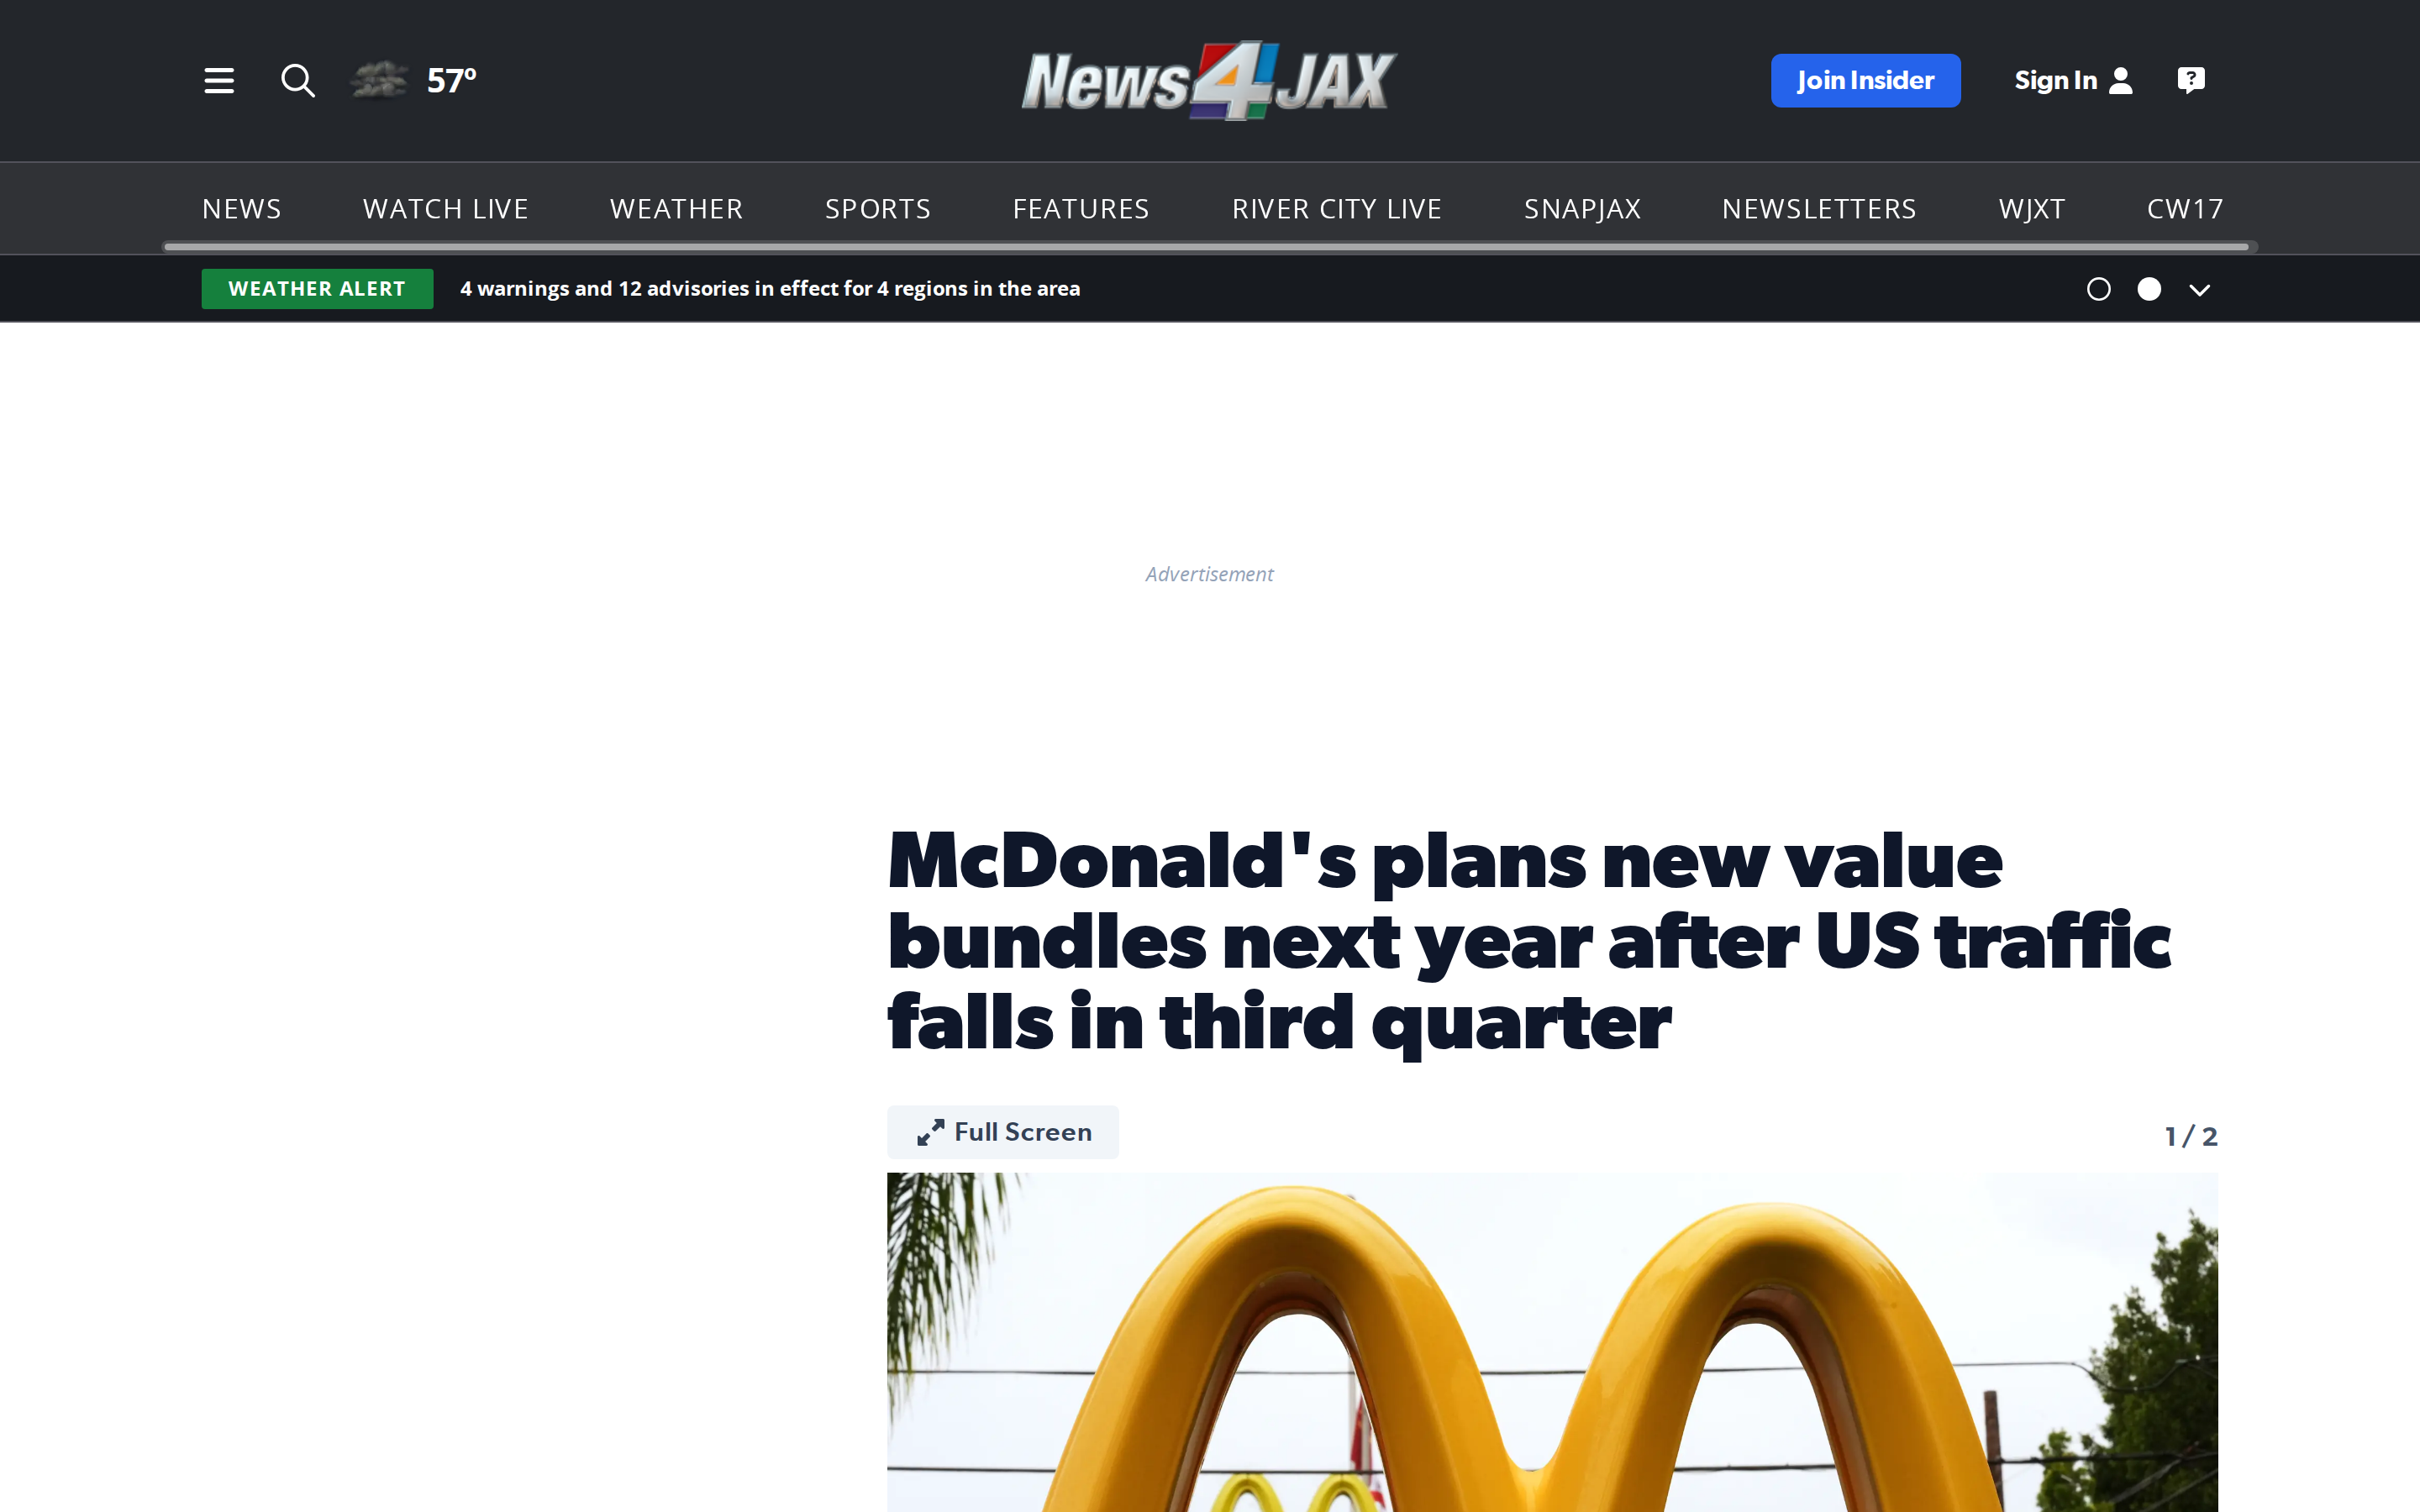 57°
News4JAX
Join Insider
Sign In
NEWS
WATCH LIVE
WEATHER
SPORTS
FEATURES
RIVER CITY LIVE
SNAPJAX
NEWSLETTERS
WJXT
CW17
WEATHER ALERT
4 warnings and 12 advisories in effect for 4 regions in the area
Advertisement
McDonald's plans new value
bundles next year after US traffic
falls in third quarter
Full Screen
1 / 2